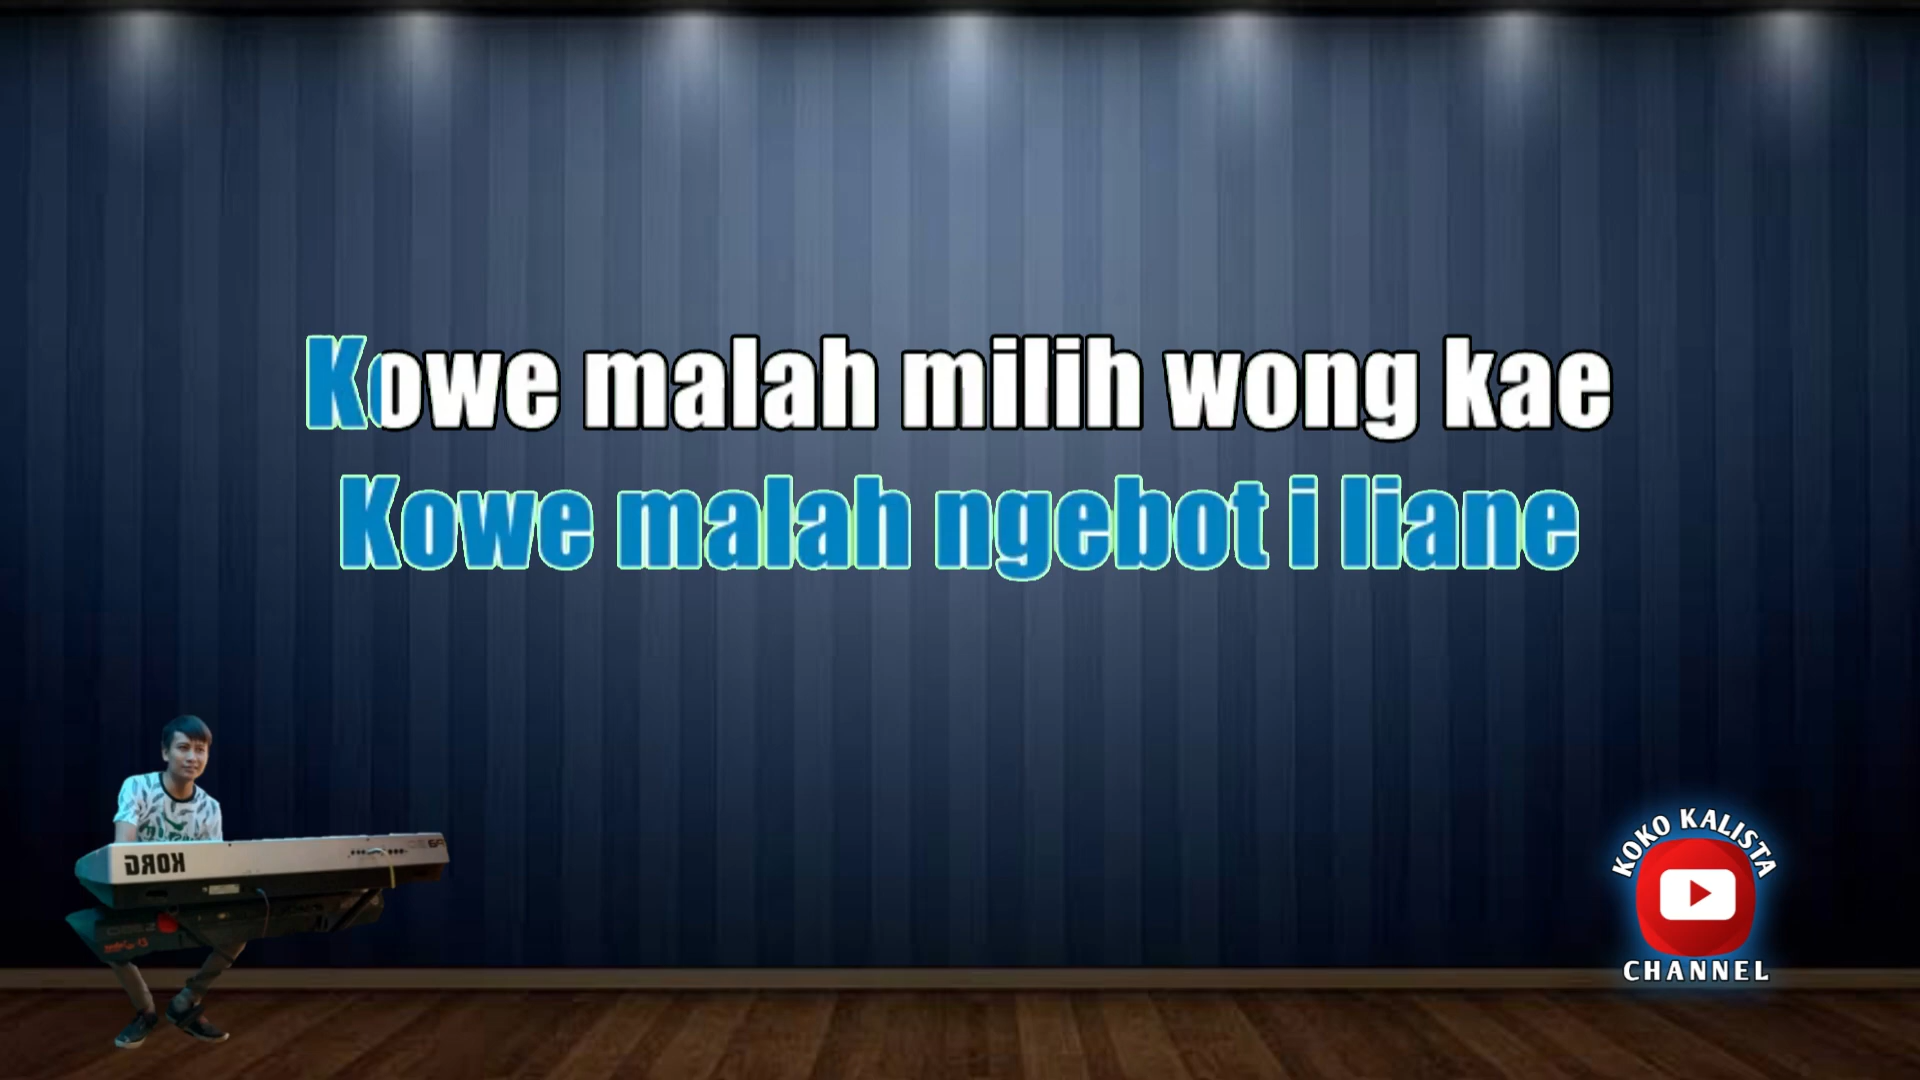 Kowe malah milih wong kae
Kowe malah ngebot i liane
KORG
KOKO KALISTA
CHANNEL